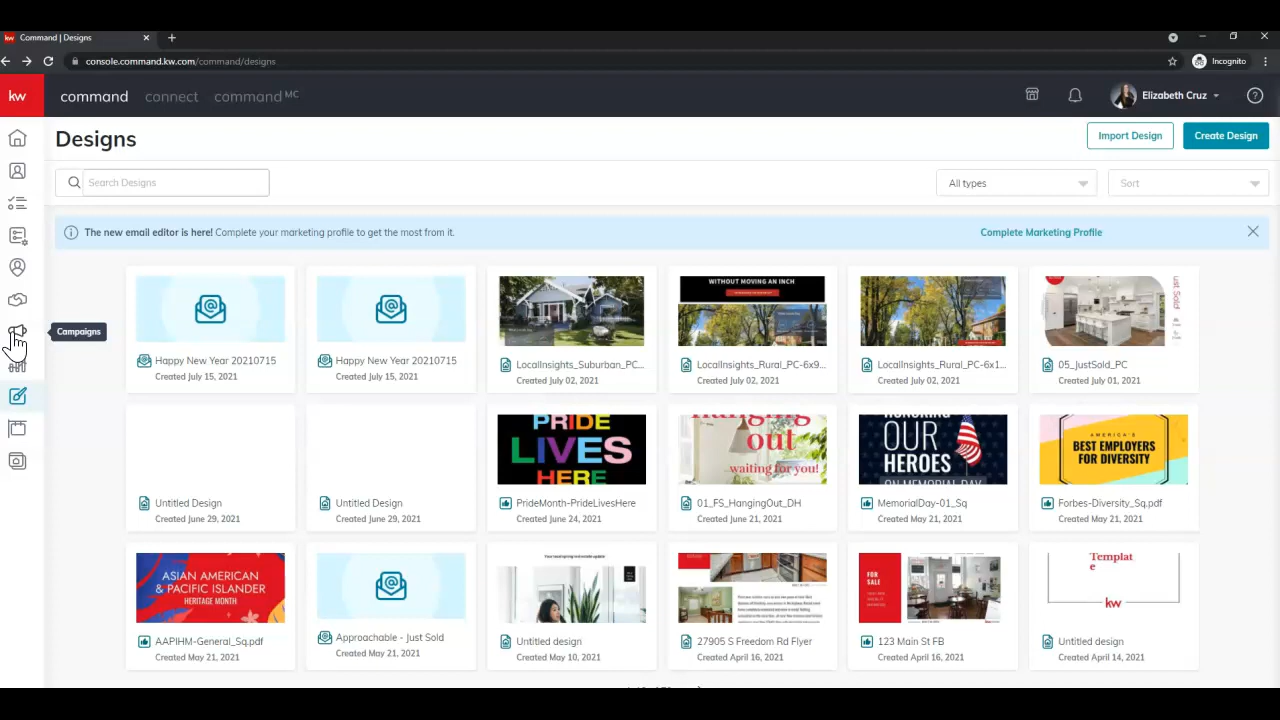 Command | Designs
console.command.kw.com/command/designs
Incognito
kw
command connect command MC
Elizabeth Cruz
Designs
Import Design
Create Design
Search Designs
All types
Sort
The new email editor is here! Complete your marketing profile to get the most from it.
Complete Marketing Profile
Campaigns
WITHOUT MOVING AN INCH
Just Sold
Happy New Year 20210715
Created July 15, 2021
Happy New Year 20210715
Created July 15, 2021
LocalInsights_Suburban_PC...
Created July 02, 2021
LocalInsights_Rural_PC-6x9...
Created July 02, 2021
LocalInsights_Rural_PC-6x1...
Created July 02, 2021
05_JustSold_PC
Created July 01, 2021
PRIDE
LIVES
HERE
hanging
out
...waiting for you!
HONORING
OUR
HEROES
ON MEMORIAL DAY
AMERICA'S
BEST EMPLOYERS
FOR DIVERSITY
Untitled Design
Created June 29, 2021
Untitled Design
Created June 29, 2021
PrideMonth-PrideLivesHere
Created June 24, 2021
01_FS_HangingOut_DH
Created June 21, 2021
MemorialDay-01_Sq
Created May 21, 2021
Forbes-Diversity_Sq.pdf
Created May 21, 2021
ASIAN AMERICAN
& PACIFIC ISLANDER
HERITAGE MONTH
FOR
SALE
Templat
e
kw
AAPIHM-General_Sq.pdf
Created May 21, 2021
Approachable - Just Sold
Created May 21, 2021
Untitled design
Created May 10, 2021
27905 S Freedom Rd Flyer
Created April 16, 2021
123 Main St FB
Created April 16, 2021
Untitled design
Created April 14, 2021